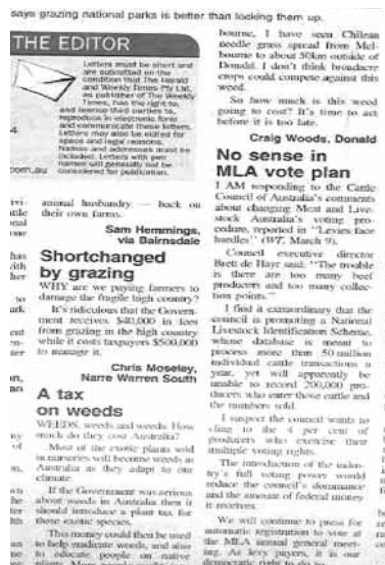 says grazing national parks is better than locking them up.
THE EDITOR
Letters must be short and
are submitted on the
condition that The Herald
and Weekly Times Pty Ltd,
as publisher of The Weekly
Times, has the right to,
and licence third parties to,
reproduce in electronic form
and communicate these letters.
Letters may also be edited for
space and legal reasons.
Names and addresses must be
included. Letters with pen
names will generally not be
considered for publication.
com.au
animal husbandry — back on
their own farms.
Sam Hemmings,
via Bairnsdale
Shortchanged
by grazing
WHY are we paying farmers to
damage the fragile high country?
It's ridiculous that the Govern-
ment receives $40,000 in fees
from grazing in the high country
while it costs taxpayers $500,000
to manage it.
Chris Moseley,
Narre Warren South
A tax
on weeds
WEEDS, weeds and weeds. How
much do they cost Australia?
Most of the exotic plants sold
in nurseries will become weeds in
Australia as they adapt to our
climate.
If the Government was serious
about weeds in Australia then it
should introduce a plant tax for
these exotic species.
This money could then be used
to help eradicate weeds, and also
to educate people on native
plants.
bourne, I have seen Chilean
needle grass spread from Mel-
bourne to about 50km outside of
Donald. I don't think broadacre
crops could compete against this
weed.
So how much is this weed
going to cost? It's time to act
before it is too late.
Craig Woods, Donald
No sense in
MLA vote plan
I AM responding to the Cattle
Council of Australia's comments
about changing Meat and Live-
stock Australia's voting pro-
cedure, reported in "Levies face
hurdles" (WT, March 9).
Council executive director
Brett de Hayr said: "The trouble
is there are too many beef
producers and too many collec-
tion points."
I find it extraordinary that the
council is promoting a National
Livestock Identification Scheme,
whose database is meant to
process more than 50 million
individual cattle transactions a
year, yet will apparently be
unable to record 200,000 pro-
ducers who enter those cattle and
the numbers sold.
I suspect the council wants to
cling to the 4 per cent of
producers who exercise their
multiple voting rights.
The introduction of the indus-
try's full voting power would
reduce the council's dominance
and the amount of federal money
it receives.
We will continue to press for
automatic registration to vote at
the MLA annual general meet-
ing. As levy payers, it is our
democratic right to do so